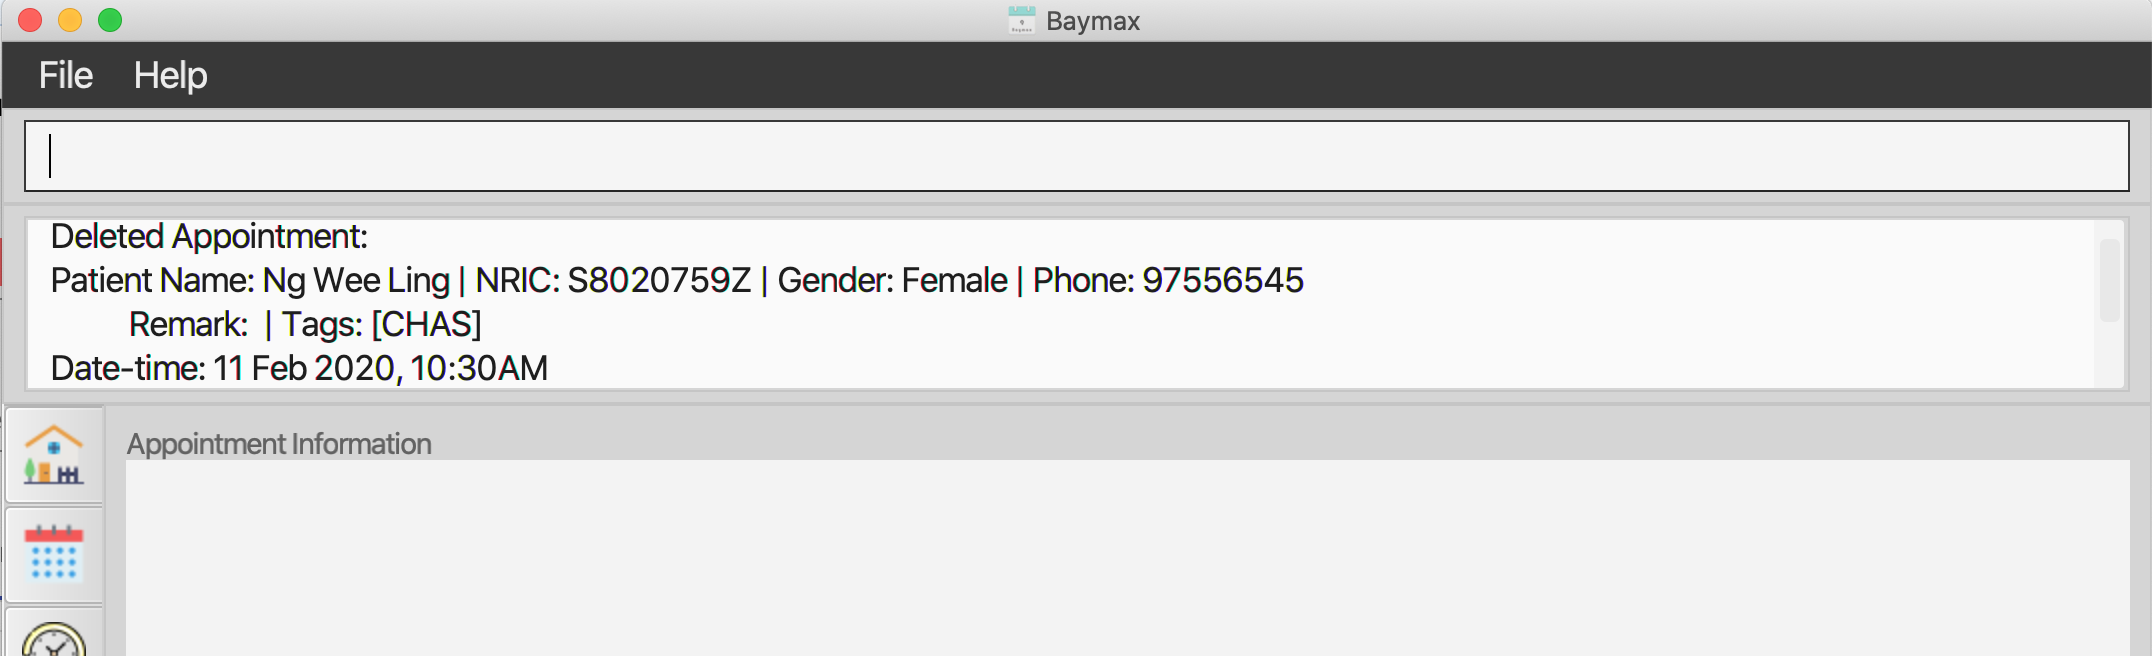 Baymax
File Help
Deleted Appointment:
Patient Name: Ng Wee Ling | NRIC: S8020759Z | Gender: Female | Phone: 97556545
Remark:  | Tags: [CHAS]
Date-time: 11 Feb 2020, 10:30AM
Appointment Information